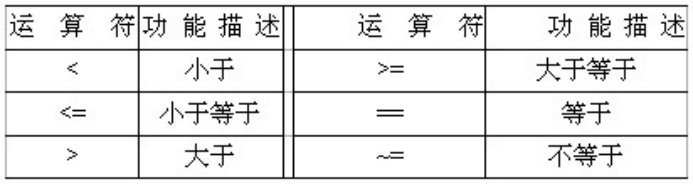 运算符 功能描述 运算符 功能描述
< 小于 >= 大于等于
<= 小于等于 == 等于
> 大于 ~= 不等于